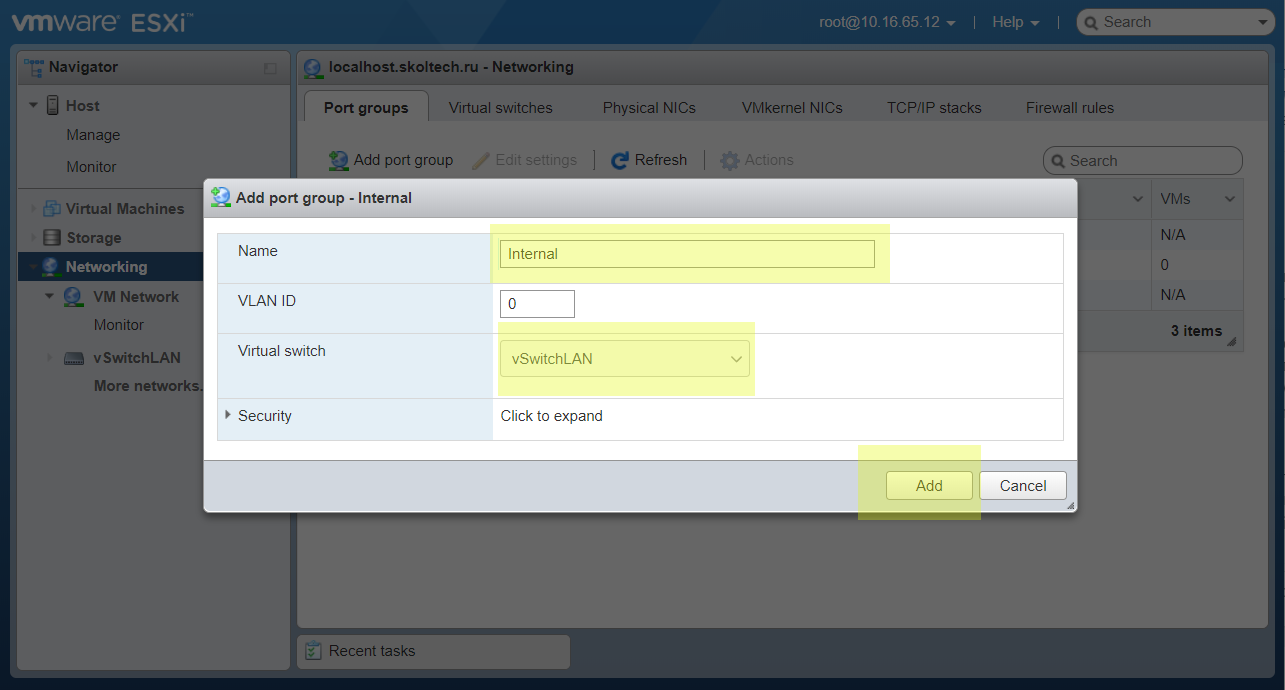 vmware ESXi™
root@10.16.65.12 | Help | Search
Navigator
Host
Manage
Monitor
Virtual Machines
Storage
Networking
VM Network
Monitor
vSwitchLAN
More networks.
localhost.skoltech.ru - Networking
Port groups Virtual switches Physical NICs VMkernel NICs TCP/IP stacks Firewall rules
Add port group Edit settings | Refresh | Actions Search
VMs
N/A
0
N/A
3 items
Add port group - Internal
Name Internal
VLAN ID 0
Virtual switch vSwitchLAN
Security Click to expand
Add Cancel
Recent tasks